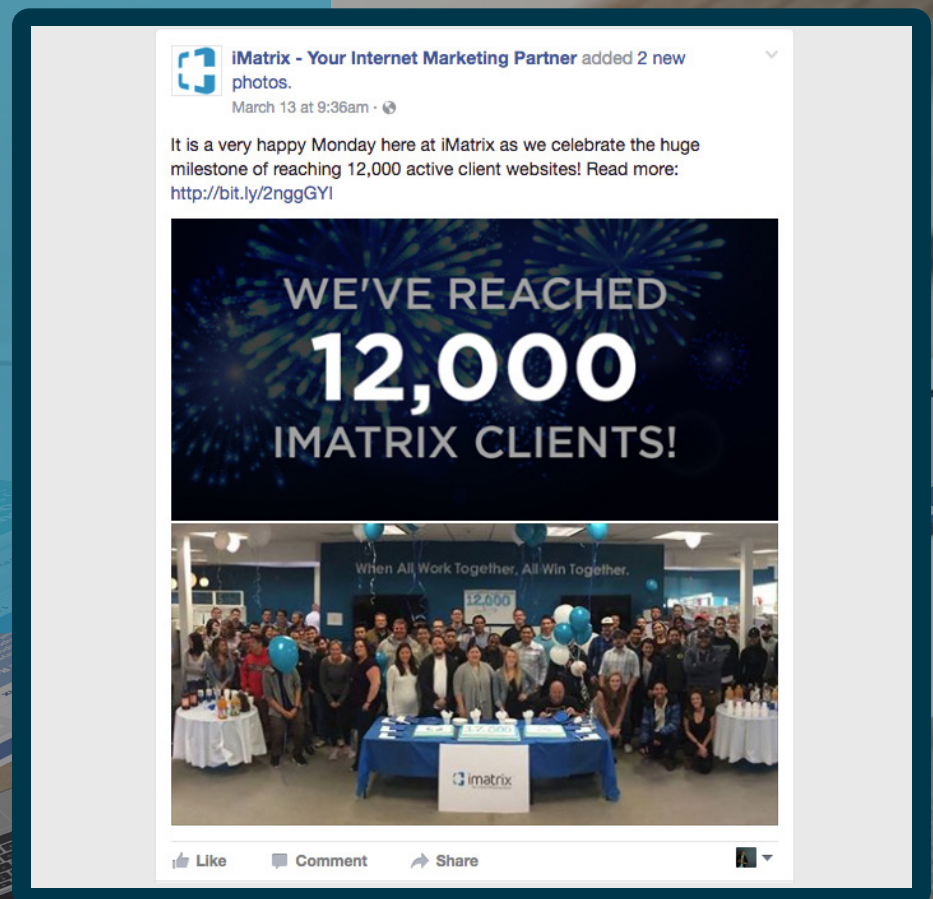 iMatrix - Your Internet Marketing Partner added 2 new
photos.
March 13 at 9:36am ·
It is a very happy Monday here at iMatrix as we celebrate the huge
milestone of reaching 12,000 active client websites! Read more:
http://bit.ly/2nggGYl
WE'VE REACHED
12,000
IMATRIX CLIENTS!
When All Work Together, All Win Together.
12,000
12,000
imatrix
Like Comment Share